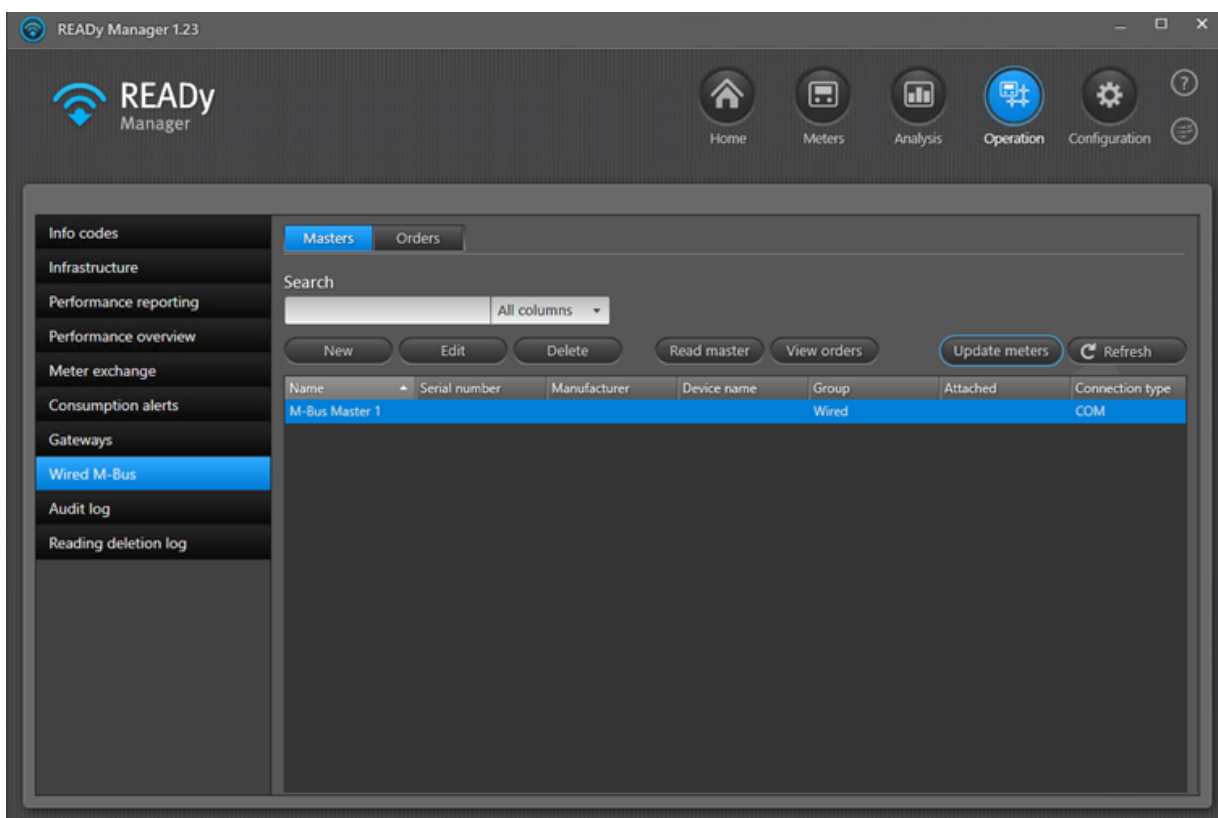 READy Manager 1.23
READy
Manager
Home Meters Analysis Operation Configuration
?
Info codes
Infrastructure
Performance reporting
Performance overview
Meter exchange
Consumption alerts
Gateways
Wired M-Bus
Audit log
Reading deletion log
Masters Orders
Search
All columns
New Edit Delete Read master View orders Update meters Refresh
Name Serial number Manufacturer Device name Group Attached Connection type
M-Bus Master 1 Wired COM